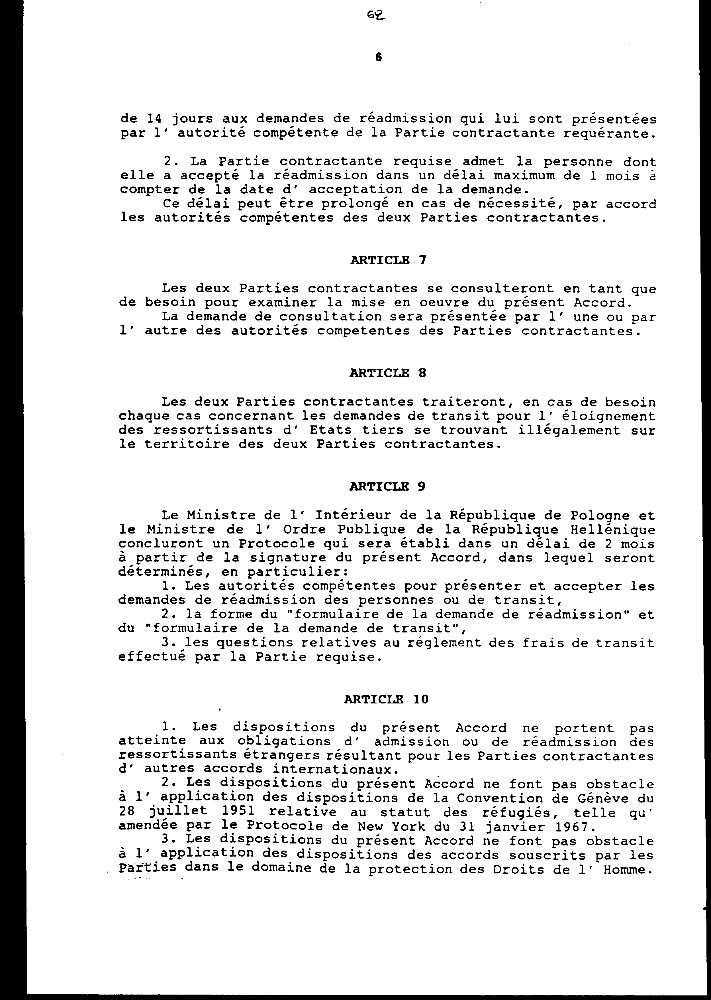 62
6
de 14 jours aux demandes de réadmission qui lui sont présentées
par l' autorité compétente de la Partie contractante requérante.
2. La Partie contractante requise admet la personne dont
elle a accepté la réadmission dans un délai maximum de 1 mois à
compter de la date d' acceptation de la demande.
Ce délai peut être prolongé en cas de nécessité, par accord
les autorités compétentes des deux Parties contractantes.
ARTICLE 7
Les deux Parties contractantes se consulteront en tant que
de besoin pour examiner la mise en oeuvre du présent Accord.
La demande de consultation sera présentée par l' une ou par
l' autre des autorités competentes des Parties contractantes.
ARTICLE 8
Les deux Parties contractantes traiteront, en cas de besoin
chaque cas concernant les demandes de transit pour l' éloignement
des ressortissants d' Etats tiers se trouvant illégalement sur
le territoire des deux Parties contractantes.
ARTICLE 9
Le Ministre de l' Intérieur de la République de Pologne et
le Ministre de l' Ordre Publique de la République Hellénique
concluront un Protocole qui sera établi dans un délai de 2 mois
à partir de la signature du présent Accord, dans lequel seront
déterminés, en particulier:
1. Les autorités compétentes pour présenter et accepter les
demandes de réadmission des personnes ou de transit,
2. la forme du "formulaire de la demande de réadmission" et
du "formulaire de la demande de transit",
3. les questions relatives au réglement des frais de transit
effectué par la Partie requise.
ARTICLE 10
1. Les dispositions du présent Accord ne portent pas
atteinte aux obligations d' admission ou de réadmission des
ressortissants étrangers résultant pour les Parties contractantes
d' autres accords internationaux.
2. Les dispositions du présent Accord ne font pas obstacle
à l' application des dispositions de la Convention de Génève du
28 juillet 1951 relative au statut des réfugiés, telle qu'
amendée par le Protocole de New York du 31 janvier 1967.
3. Les dispositions du présent Accord ne font pas obstacle
à l' application des dispositions des accords souscrits par les
Parties dans le domaine de la protection des Droits de l' Homme.